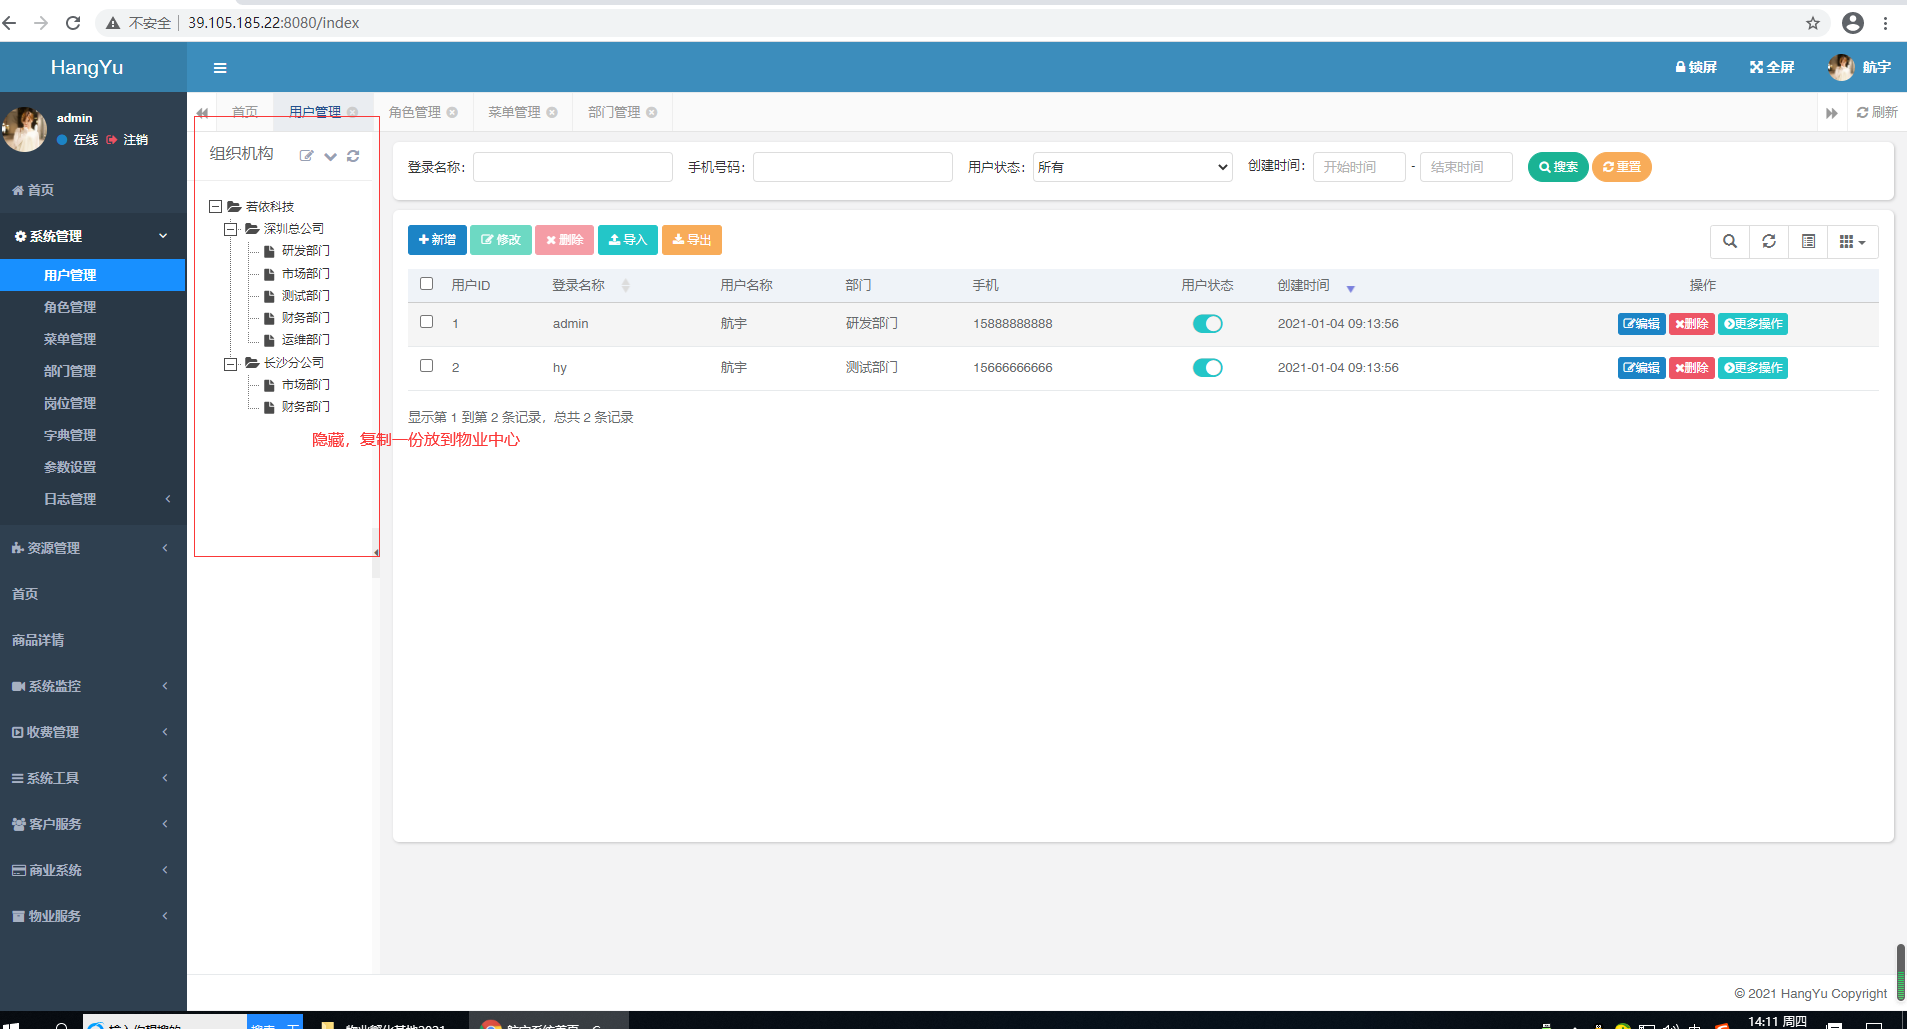 不安全 39.105.185.22:8080/index
HangYu
锁屏 全屏 航宇
admin
在线 注销
首页 用户管理 角色管理 菜单管理 部门管理 刷新
首页
系统管理
用户管理
角色管理
菜单管理
部门管理
岗位管理
字典管理
参数设置
日志管理
资源管理
首页
商品详情
系统监控
收费管理
系统工具
客户服务
商业系统
物业服务
组织机构
若依科技
深圳总公司
研发部门
市场部门
测试部门
财务部门
运维部门
长沙分公司
市场部门
财务部门
隐藏，复制一份放到物业中心
登录名称： 手机号码： 用户状态： 所有 创建时间： 开始时间 - 结束时间 搜索 重置
新增 修改 删除 导入 导出
用户ID 登录名称 用户名称 部门 手机 用户状态 创建时间 操作
1 admin 航宇 研发部门 15888888888 2021-01-04 09:13:56 编辑 删除 更多操作
2 hy 航宇 测试部门 15666666666 2021-01-04 09:13:56 编辑 删除 更多操作
显示第 1 到第 2 条记录，总共 2 条记录
© 2021 HangYu Copyright
14:11 周四